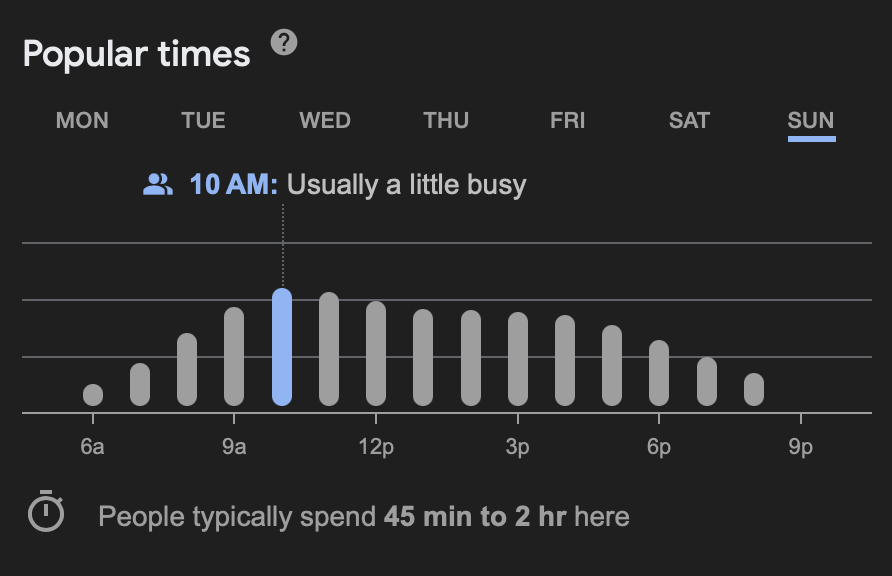 Popular times ?
MON TUE WED THU FRI SAT SUN
10 AM: Usually a little busy
6a 9a 12p 3p 6p 9p
People typically spend 45 min to 2 hr here